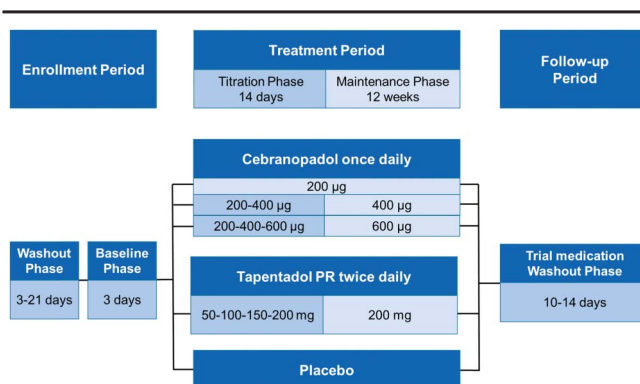 Enrollment Period
Treatment Period
Titration Phase
14 days
Maintenance Phase
12 weeks
Follow-up
Period
Cebranopadol once daily
200 µg
200-400 µg
400 µg
200-400-600 µg
600 µg
Washout
Phase
3-21 days
Baseline
Phase
3 days
Tapentadol PR twice daily
50-100-150-200 mg
200 mg
Placebo
Trial medication
Washout Phase
10-14 days